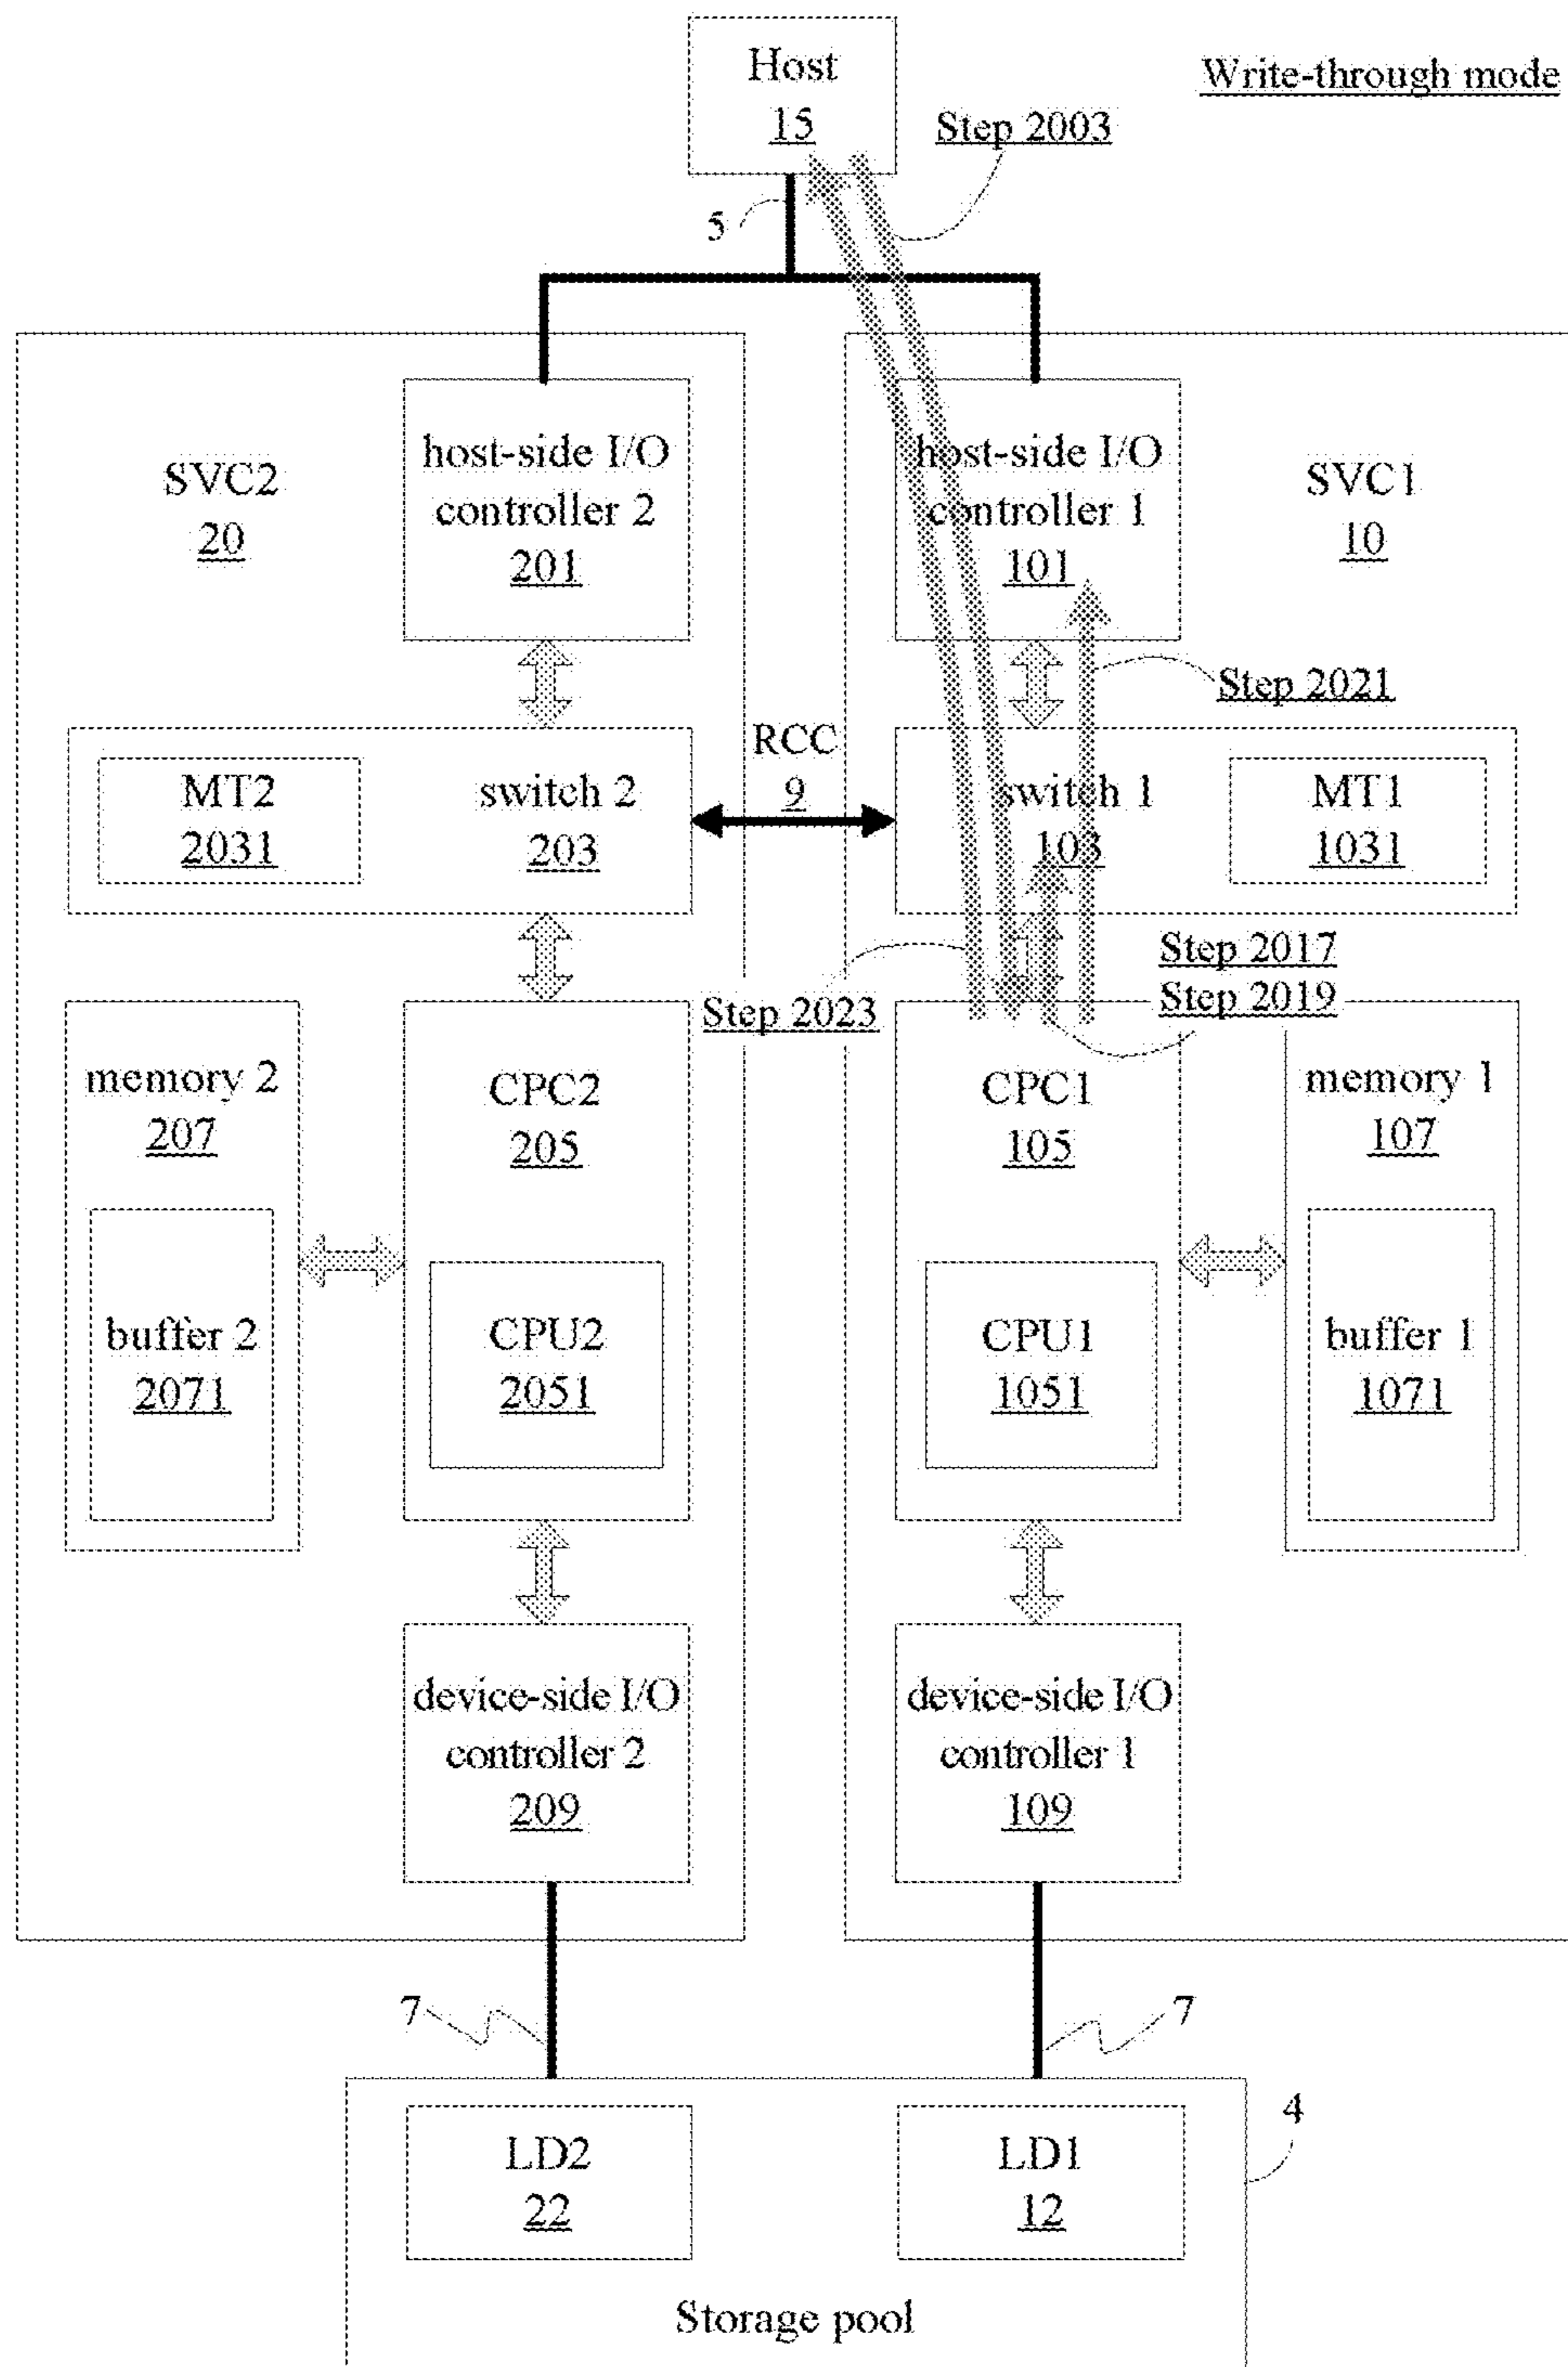 Host
15
Write-through mode
Step 2003
5
SVC2
20
host-side I/O
controller 2
201
host-side I/O
controller 1
101
SVC1
10
Step 2021
RCC
9
MT2
2031
switch 2
203
switch 1
103
MT1
1031
Step 2017
Step 2019
Step 2023
memory 2
207
CPC2
205
CPC1
105
memory 1
107
buffer 2
2071
CPU2
2051
CPU1
1051
buffer 1
1071
device-side I/O
controller 2
209
device-side I/O
controller 1
109
7
7
4
LD2
22
LD1
12
Storage pool